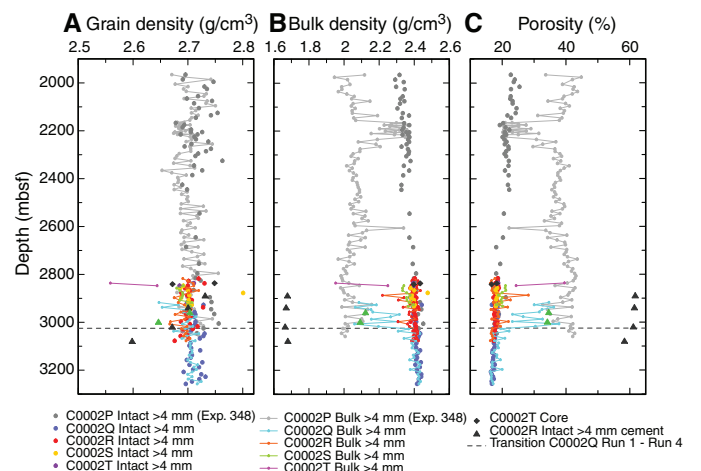 A Grain density (g/cm3) B Bulk density (g/cm3) C Porosity (%)
2.5 2.6 2.7 2.8 1.6 2 2.2 2.4 2.6 20 40 60
2000
2200
2400
2600
2800
3000
3200
Depth (mbsf)
C0002P Intact >4 mm (Exp. 348) C0002P Bulk >4 mm (Exp. 348) C0002T Core
C0002Q Intact >4 mm C0002Q Bulk >4 mm C0002R Intact >4 mm cement
C0002R Intact >4 mm C0002R Bulk >4 mm Transition C0002Q Run 1 - Run 4
C0002S Intact >4 mm C0002S Bulk >4 mm
C0002T Intact >4 mm C0002T Bulk >4 mm